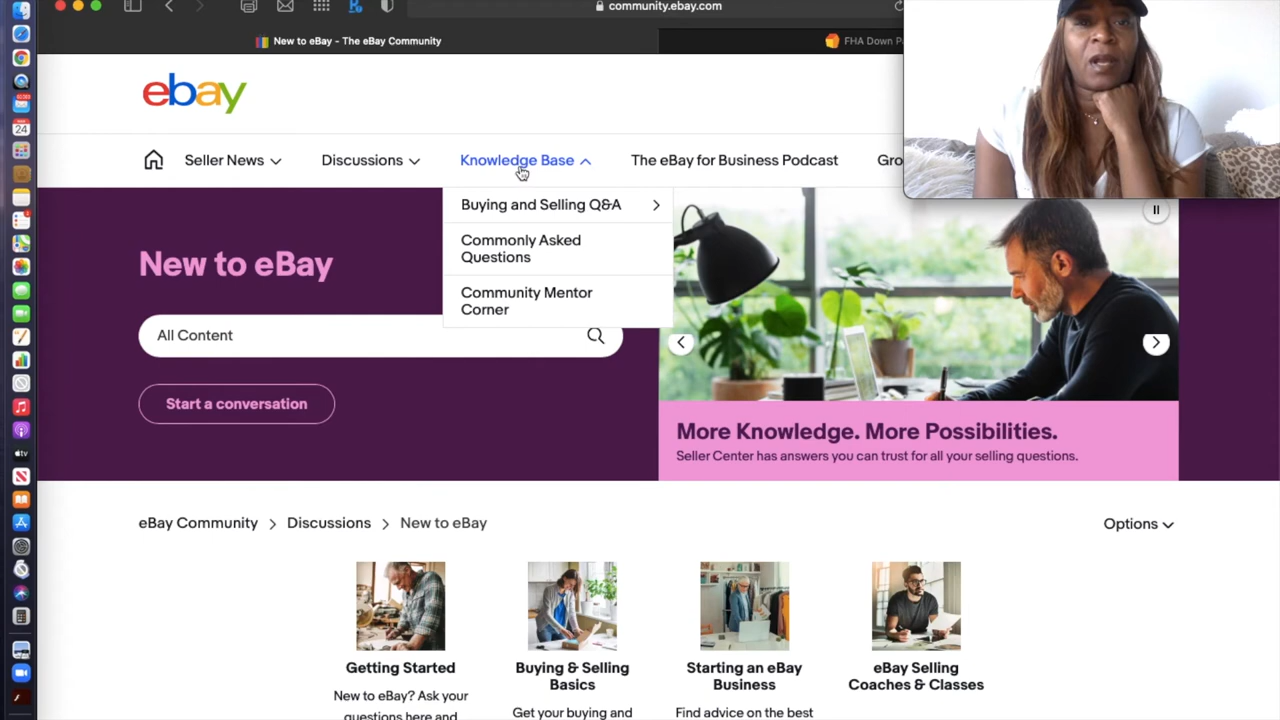 community.ebay.com
New to eBay - The eBay Community
FHA Down Pa
ebay
Seller News
Discussions
Knowledge Base
The eBay for Business Podcast
Gro
Buying and Selling Q&A
Commonly Asked
Questions
Community Mentor
Corner
New to eBay
All Content
Start a conversation
More Knowledge. More Possibilities.
Seller Center has answers you can trust for all your selling questions.
eBay Community
Discussions
New to eBay
Options
Getting Started
New to eBay? Ask your
questions here and
Buying & Selling
Basics
Get your buying and
Starting an eBay
Business
Find advice on the best
eBay Selling
Coaches & Classes
24
tv